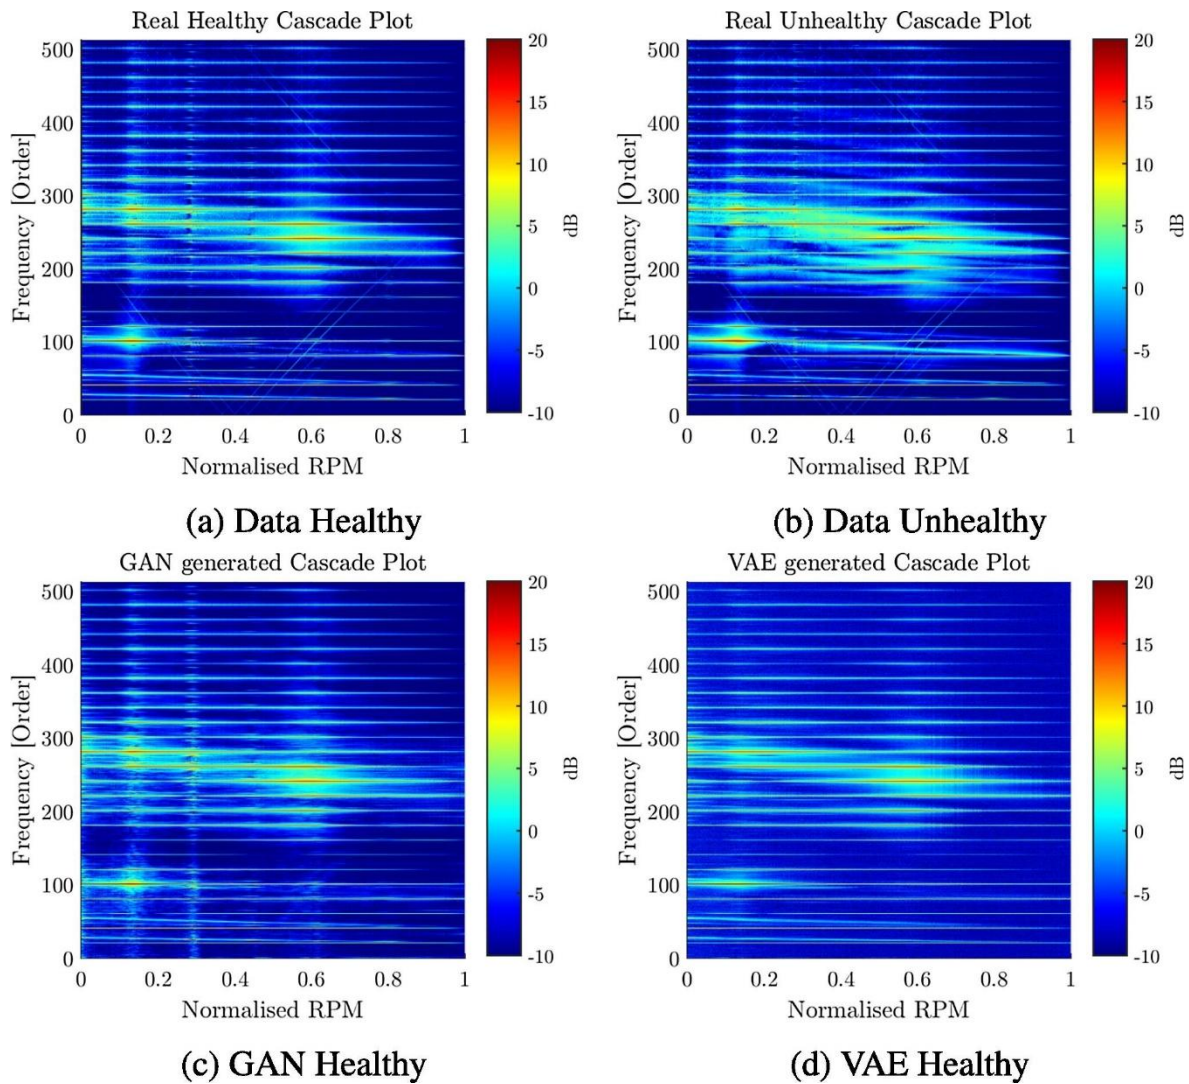 Real Healthy Cascade Plot
500
400
300
200
100
0
Frequency [Order]
0 0.2 0.4 0.6 0.8 1
Normalised RPM
20
15
10
5
0
-5
-10
dB
(a) Data Healthy
Real Unhealthy Cascade Plot
500
400
300
200
100
0
Frequency [Order]
0 0.2 0.4 0.6 0.8 1
Normalised RPM
20
15
10
5
0
-5
-10
dB
(b) Data Unhealthy
GAN generated Cascade Plot
500
400
300
200
100
0
Frequency [Order]
0 0.2 0.4 0.6 0.8 1
Normalised RPM
20
15
10
5
0
-5
-10
dB
(c) GAN Healthy
VAE generated Cascade Plot
500
400
300
200
100
0
Frequency [Order]
0 0.2 0.4 0.6 0.8 1
Normalised RPM
20
15
10
5
0
-5
-10
dB
(d) VAE Healthy